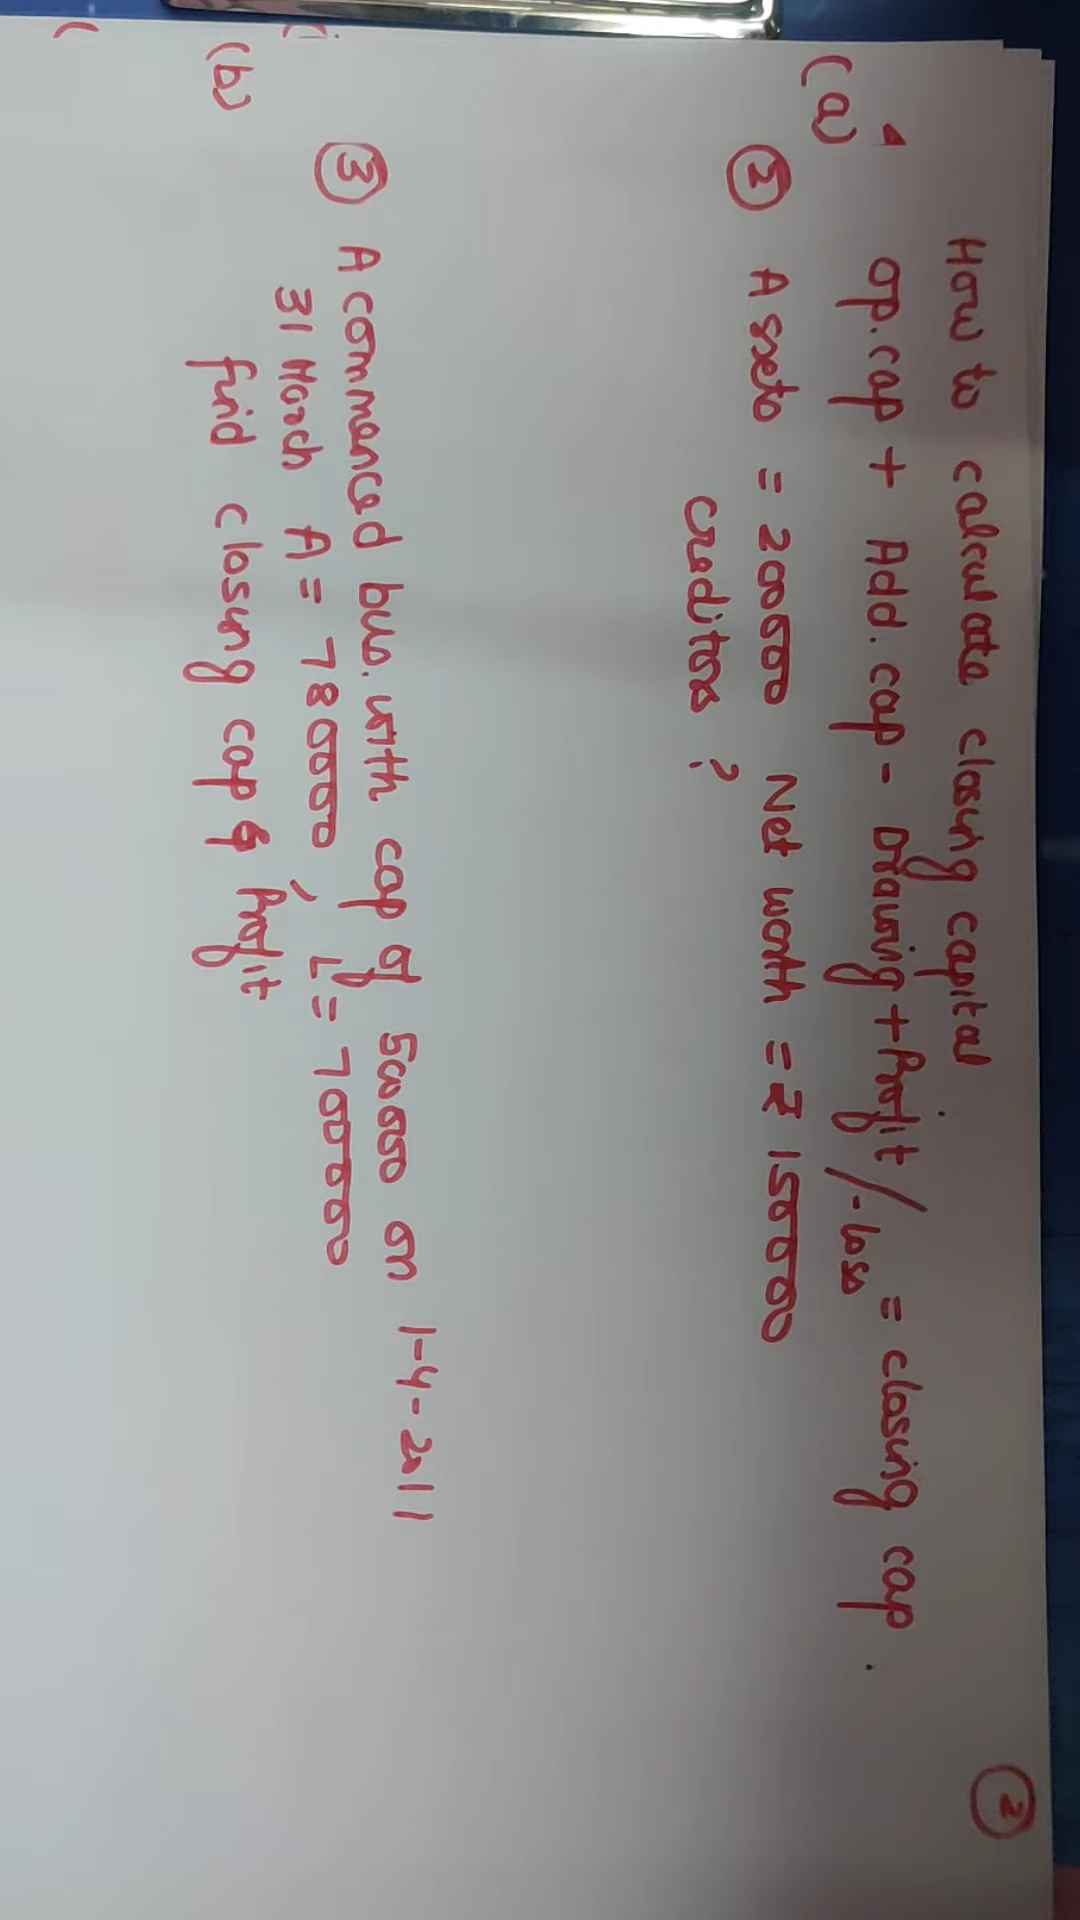 ②
How to calculate closing capital
(a) op. cap + Add. cap - Drawing + Profit / - loss = closing cap.
② Assets = 200000 Net worth = ₹ 150000
creditors ?
③ A commenced bus. with cap of 500000 on 1-4-2011
31 March A = 780000, L = 700000
(b) find closing cap & Profit